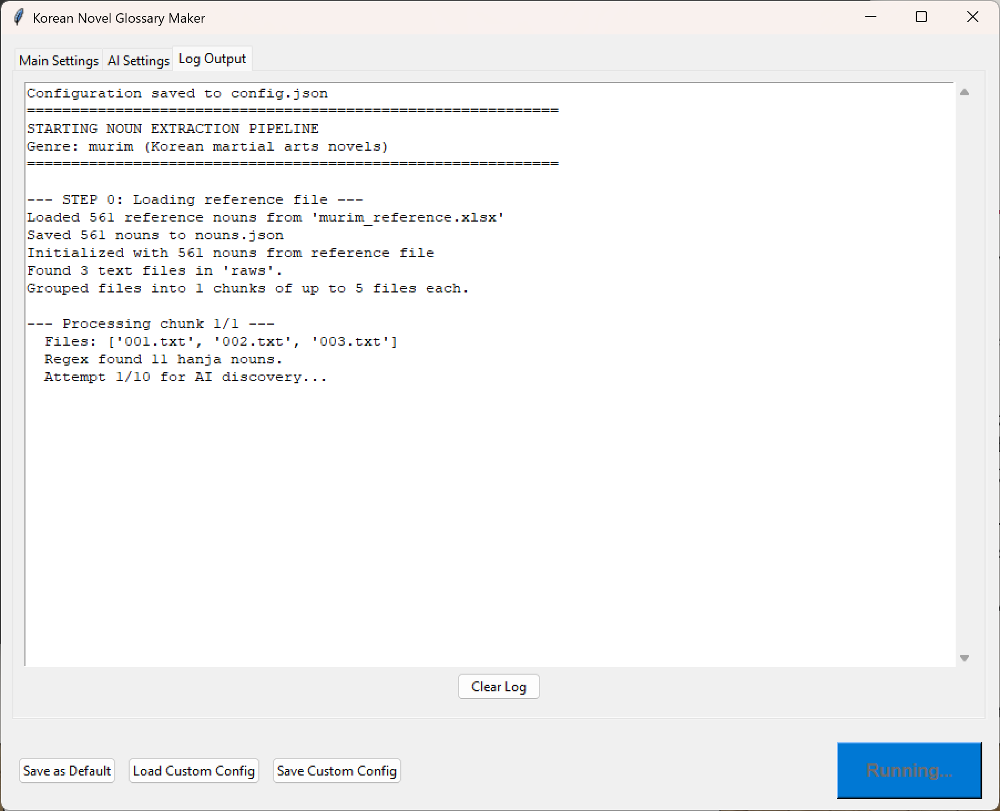 Korean Novel Glossary Maker
Main Settings AI Settings Log Output
Configuration saved to config.json
============================================================
STARTING NOUN EXTRACTION PIPELINE
Genre: murim (Korean martial arts novels)
============================================================
--- STEP 0: Loading reference file ---
Loaded 561 reference nouns from 'murim_reference.xlsx'
Saved 561 nouns to nouns.json
Initialized with 561 nouns from reference file
Found 3 text files in 'raws'.
Grouped files into 1 chunks of up to 5 files each.
--- Processing chunk 1/1 ---
Files: ['001.txt', '002.txt', '003.txt']
Regex found 11 hanja nouns.
Attempt 1/10 for AI discovery...
Clear Log
Save as Default Load Custom Config Save Custom Config Running...